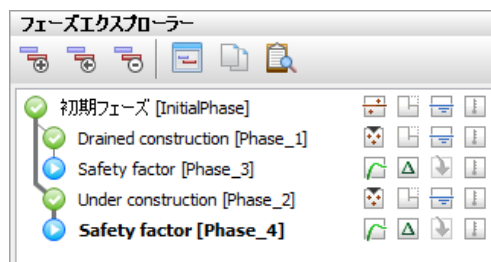 フェーズエクスプローラー
初期フェーズ [InitialPhase]
Drained construction [Phase_1]
Safety factor [Phase_3]
Under construction [Phase_2]
Safety factor [Phase_4]